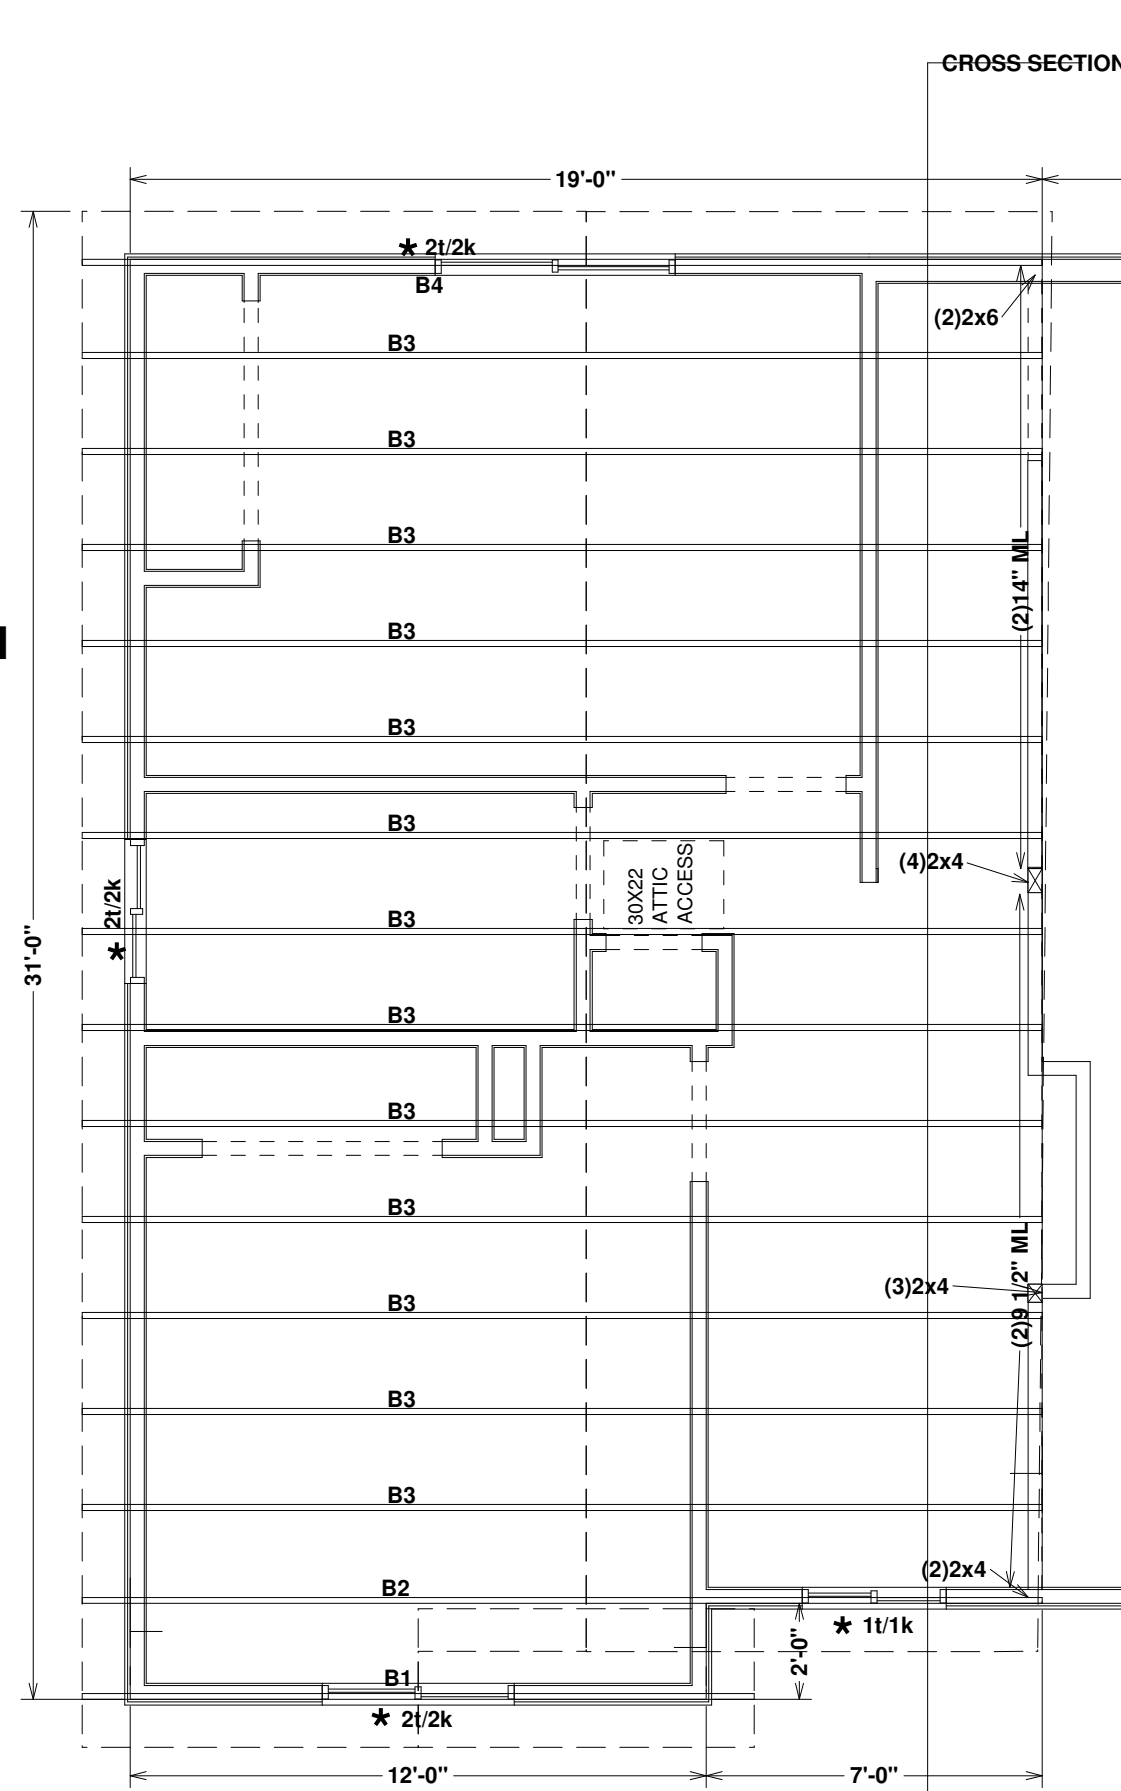 CROSS SECTION
19'-0"
* 2t/2k
B4
(2)2x6
B3
B3
B3
(2)14" ML
B3
B3
B3
(4)2x4
30X22
ATTIC
ACCESS
* 2t/2k
31'-0"
B3
B3
B3
B3
(2)9 1/2" ML
(3)2x4
B3
B3
B3
(2)2x4
B2
* 1t/1k
2'-0"
B1
* 2t/2k
12'-0"
7'-0"